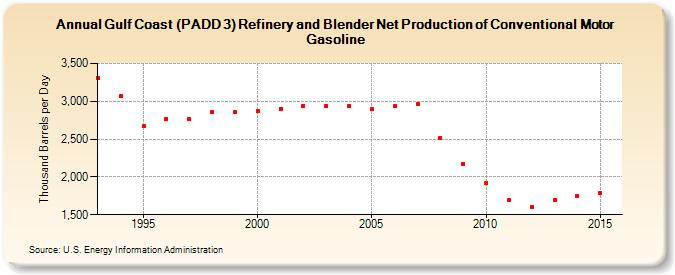 Annual Gulf Coast (PADD 3) Refinery and Blender Net Production of Conventional Motor
Gasoline
Thousand Barrels per Day
3,500
3,000
2,500
2,000
1,500
1995
2000
2005
2010
2015
Source: U.S. Energy Information Administration